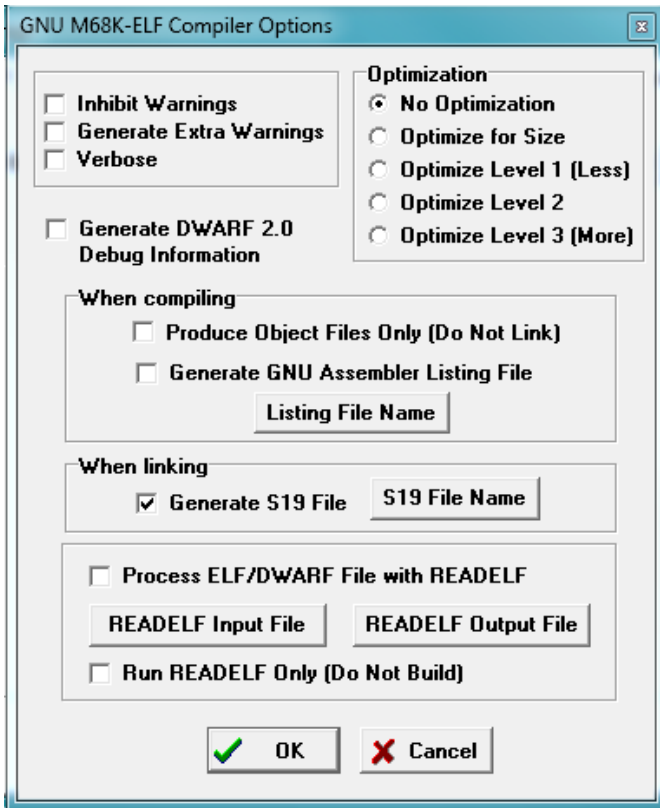 GNU M68K-ELF Compiler Options
Inhibit Warnings
Generate Extra Warnings
Verbose
Generate DWARF 2.0
Debug Information
Optimization
No Optimization
Optimize for Size
Optimize Level 1 (Less)
Optimize Level 2
Optimize Level 3 (More)
When compiling
Produce Object Files Only (Do Not Link)
Generate GNU Assembler Listing File
Listing File Name
When linking
Generate S19 File
S19 File Name
Process ELF/DWARF File with READELF
READELF Input File
READELF Output File
Run READELF Only (Do Not Build)
OK
Cancel